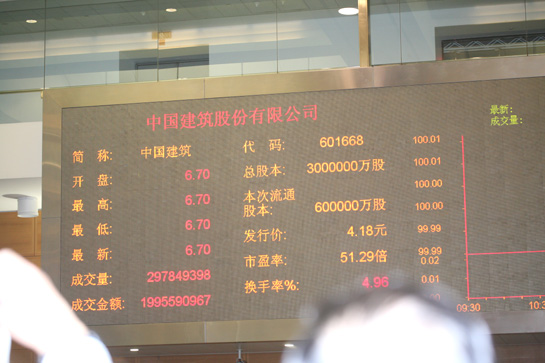 中国建筑股份有限公司
最新:
成交量:
简 称: 中国建筑 代 码: 601668
开 盘: 6.70 总股本: 3000000万股
最 高: 6.70 本次流通
股本: 600000万股
最 低: 6.70 发行价: 4.18元
最 新: 6.70 市盈率: 51.29倍
成交量: 297849398 换手率%: 4.96
成交金额: 1995590967
100.01
100.01
100.00
100.00
99.99
99.99
0.02
0.01
09:30